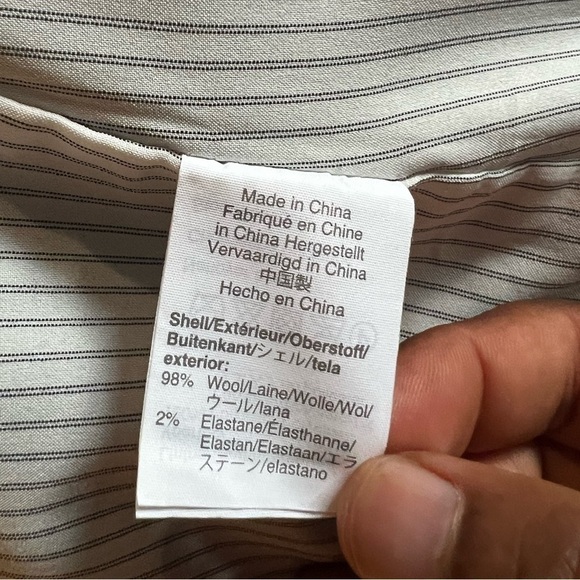 Made in China
Fabriqué en Chine
in China Hergestellt
Vervaardigd in China
中国製
Hecho en China
Shell/Extérieur/Oberstoff/
Buitenkant/シェル/tela
exterior:
98% Wool/Laine/Wolle/Wol/
ウール/lana
2% Elastane/Élasthanne/
Elastan/Elastaan/エラ
ステーン/elastano